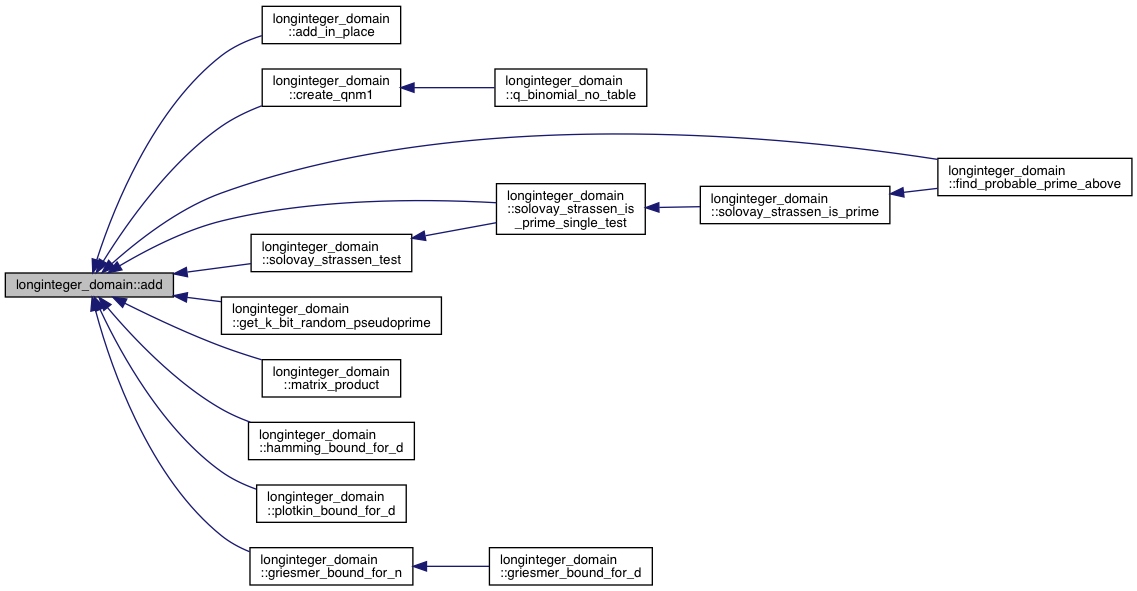 longinteger_domain
::add_in_place
longinteger_domain
::create_qnm1
longinteger_domain
::q_binomial_no_table
longinteger_domain
::find_probable_prime_above
longinteger_domain
::solovay_strassen_is
_prime_single_test
longinteger_domain
::solovay_strassen_is_prime
longinteger_domain
::solovay_strassen_test
longinteger_domain::add
longinteger_domain
::get_k_bit_random_pseudoprime
longinteger_domain
::matrix_product
longinteger_domain
::hamming_bound_for_d
longinteger_domain
::plotkin_bound_for_d
longinteger_domain
::griesmer_bound_for_n
longinteger_domain
::griesmer_bound_for_d